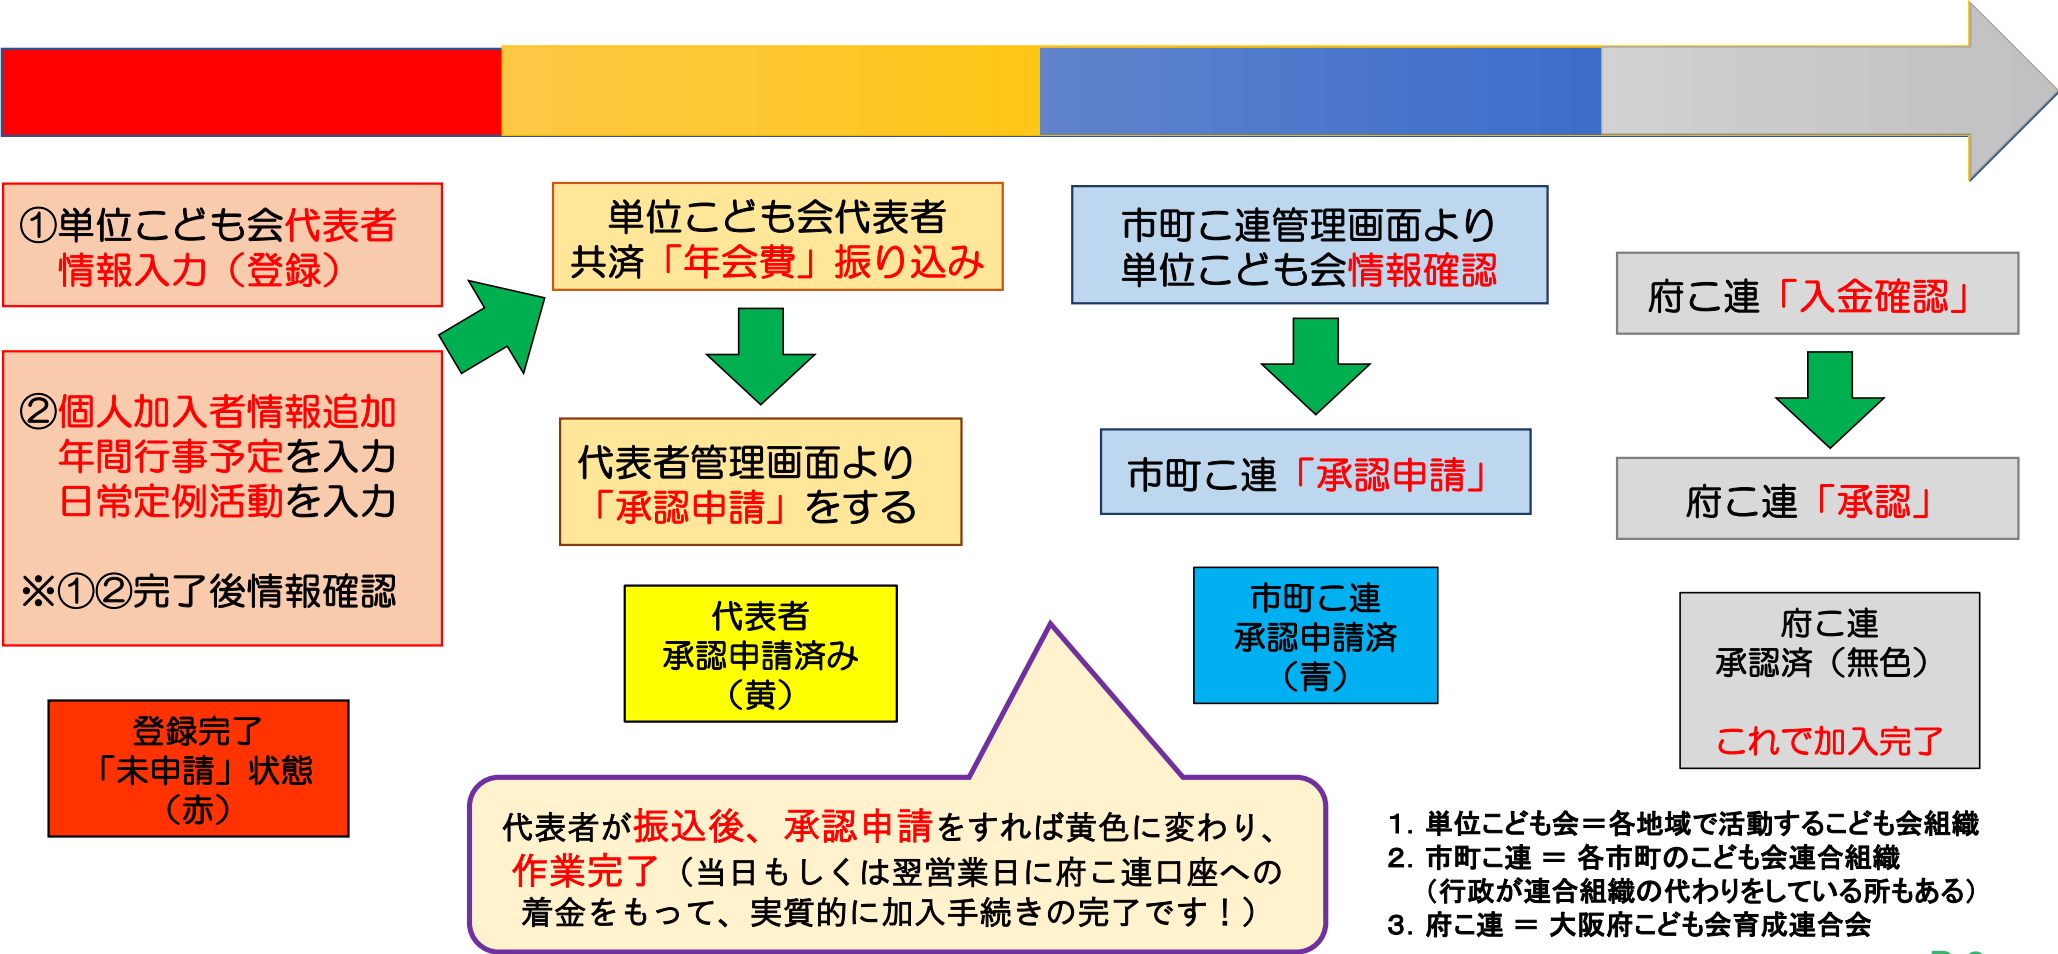 ①単位こども会代表者
情報入力（登録）
②個人加入者情報追加
年間行事予定を入力
日常定例活動を入力
※①②完了後情報確認
登録完了
「未申請」状態
（赤）
単位こども会代表者
共済「年会費」振り込み
代表者管理画面より
「承認申請」をする
代表者
承認申請済み
（黄）
代表者が振込後、承認申請をすれば黄色に変わり、
作業完了（当日もしくは翌営業日に府こ連口座への
着金をもって、実質的に加入手続きの完了です！）
市町こ連管理画面より
単位こども会情報確認
市町こ連「承認申請」
市町こ連
承認申請済
（青）
府こ連「入金確認」
府こ連「承認」
府こ連
承認済（無色）
これで加入完了
１．単位こども会＝各地域で活動するこども会組織
２．市町こ連 ＝ 各市町のこども会連合組織
（行政が連合組織の代わりをしている所もある）
３．府こ連 ＝ 大阪府こども会育成連合会